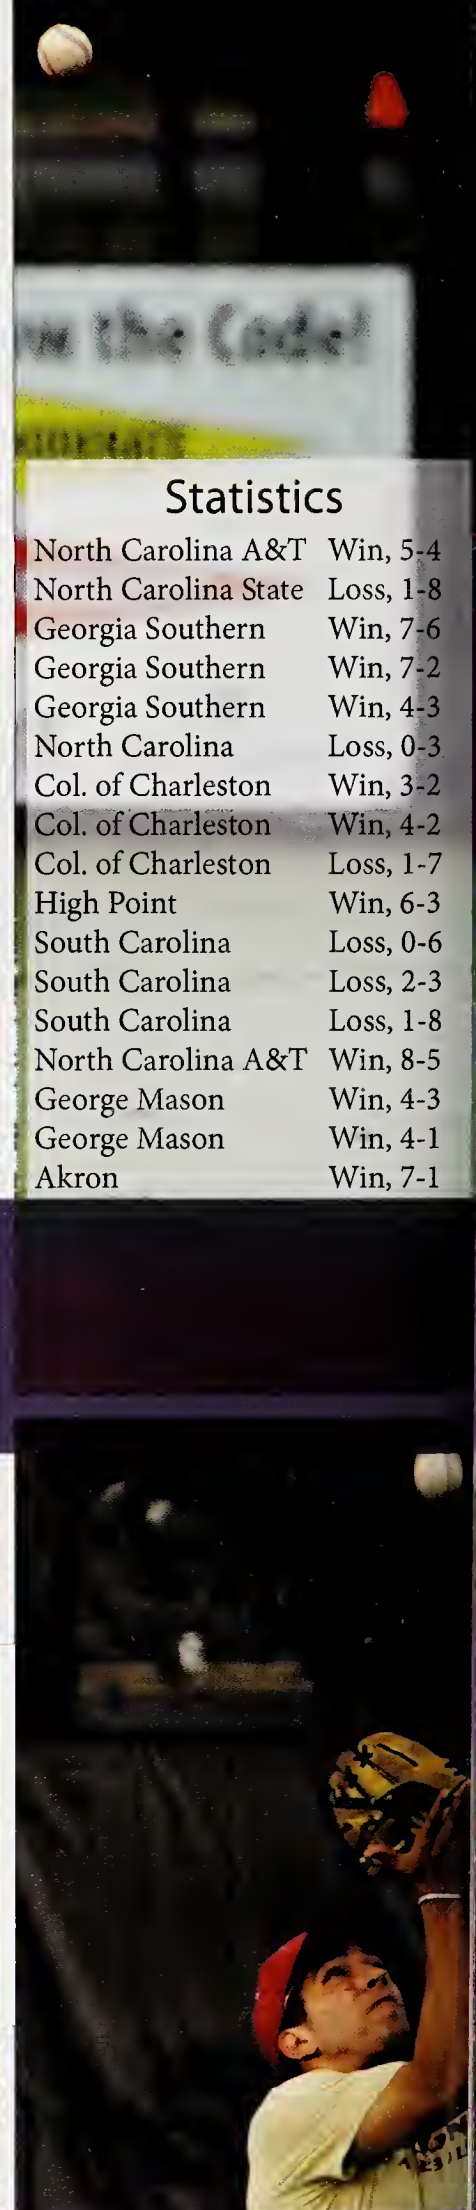 the Code!
Statistics
North Carolina A&T Win, 5-4
North Carolina State Loss, 1-8
Georgia Southern Win, 7-6
Georgia Southern Win, 7-2
Georgia Southern Win, 4-3
North Carolina Loss, 0-3
Col. of Charleston Win, 3-2
Col. of Charleston Win, 4-2
Col. of Charleston Loss, 1-7
High Point Win, 6-3
South Carolina Loss, 0-6
South Carolina Loss, 2-3
South Carolina Loss, 1-8
North Carolina A&T Win, 8-5
George Mason Win, 4-3
George Mason Win, 4-1
Akron Win, 7-1